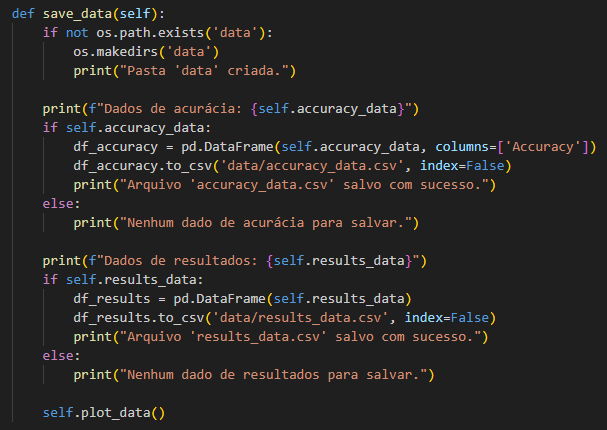 def save_data(self):
    if not os.path.exists('data'):
        os.makedirs('data')
        print("Pasta 'data' criada.")

    print(f"Dados de acurácia: {self.accuracy_data}")
    if self.accuracy_data:
        df_accuracy = pd.DataFrame(self.accuracy_data, columns=['Accuracy'])
        df_accuracy.to_csv('data/accuracy_data.csv', index=False)
        print("Arquivo 'accuracy_data.csv' salvo com sucesso.")
    else:
        print("Nenhum dado de acurácia para salvar.")

    print(f"Dados de resultados: {self.results_data}")
    if self.results_data:
        df_results = pd.DataFrame(self.results_data)
        df_results.to_csv('data/results_data.csv', index=False)
        print("Arquivo 'results_data.csv' salvo com sucesso.")
    else:
        print("Nenhum dado de resultados para salvar.")

    self.plot_data()